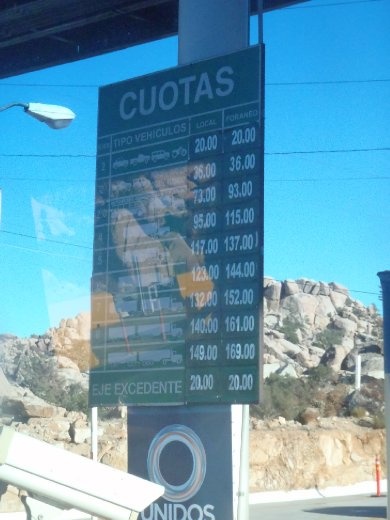 CUOTAS
TIPO VEHICULOS LOCAL FORANEO
20.00 20.00
36.00 36.00
73.00 93.00
95.00 115.00
117.00 137.00
123.00 144.00
132.00 152.00
140.00 161.00
149.00 169.00
EJE EXCEDENTE 20.00 20.00
UNIDOS